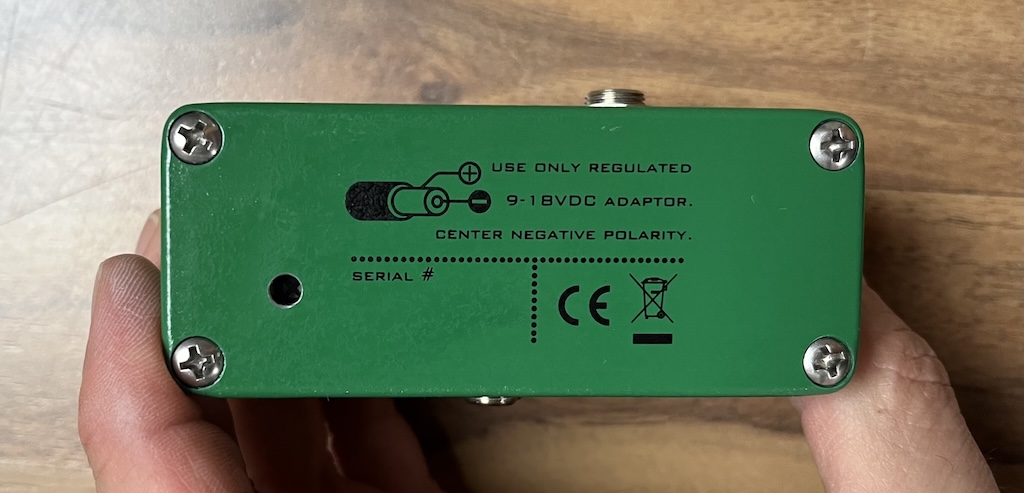 USE ONLY REGULATED
9-18VDC ADAPTOR.
CENTER NEGATIVE POLARITY.
SERIAL #
CE